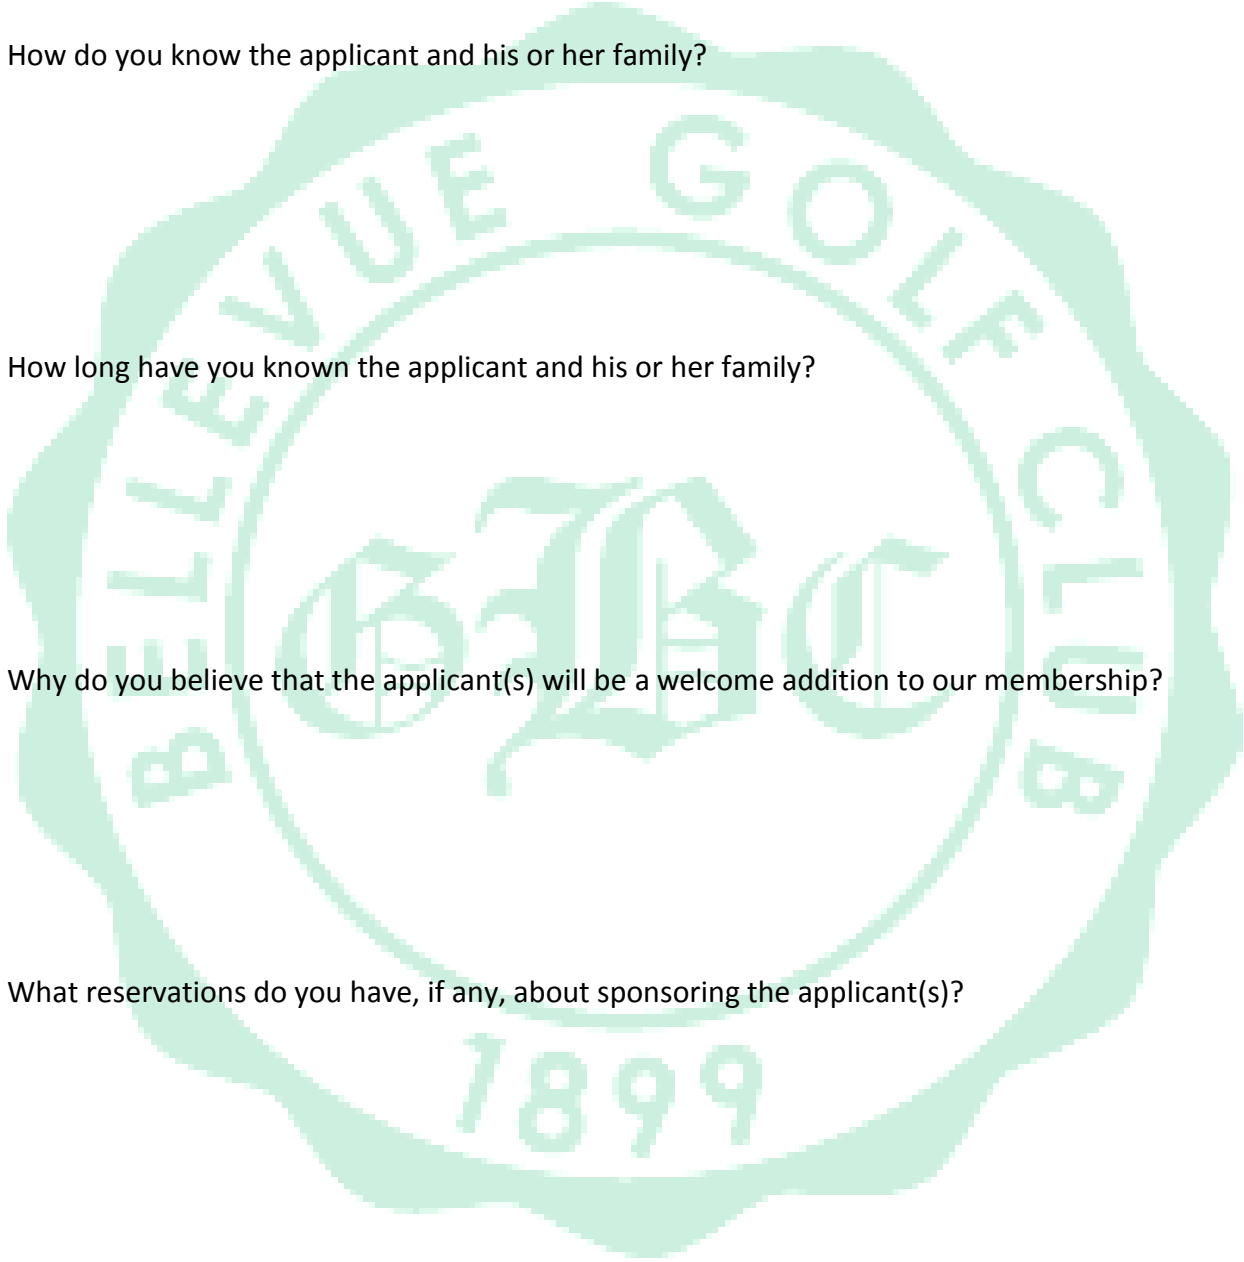 How do you know the applicant and his or her family?
BELLEVUE GOLF CLUB
How long have you known the applicant and his or her family?
GBC
Why do you believe that the applicant(s) will be a welcome addition to our membership?
What reservations do you have, if any, about sponsoring the applicant(s)?
1899